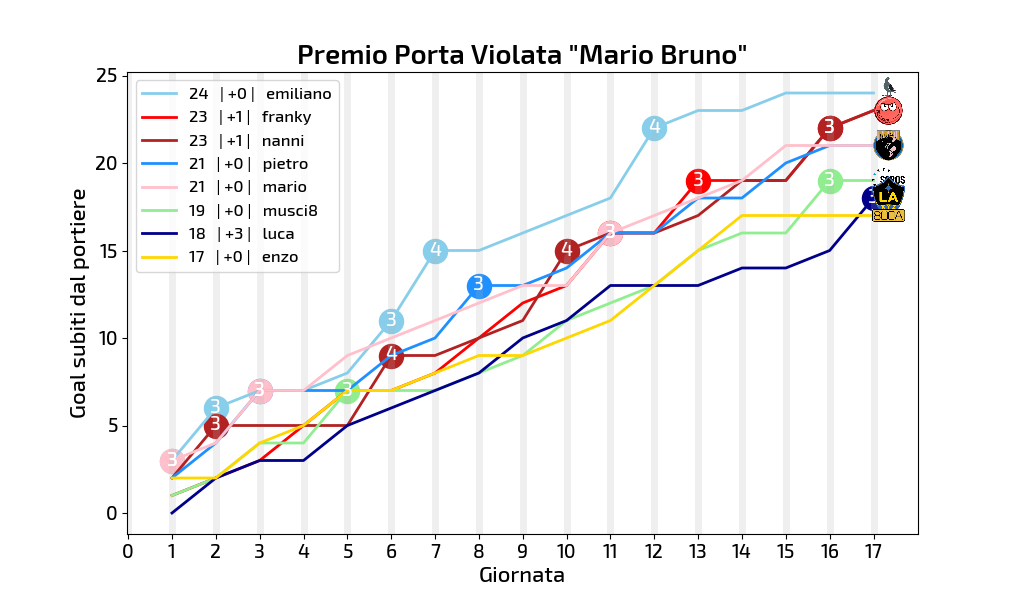 Premio Porta Violata "Mario Bruno"
Goal subiti dal portiere
25
20
15
10
5
0
24 | +0 | emiliano
23 | +1 | franky
23 | +1 | nanni
21 | +0 | pietro
21 | +0 | mario
19 | +0 | musci8
18 | +3 | luca
17 | +0 | enzo
4
3
3
3
3
4
3
4
3
3
4
3
3
3
3
3
LA
BUCA
0 1 2 3 4 5 6 7 8 9 10 11 12 13 14 15 16 17
Giornata